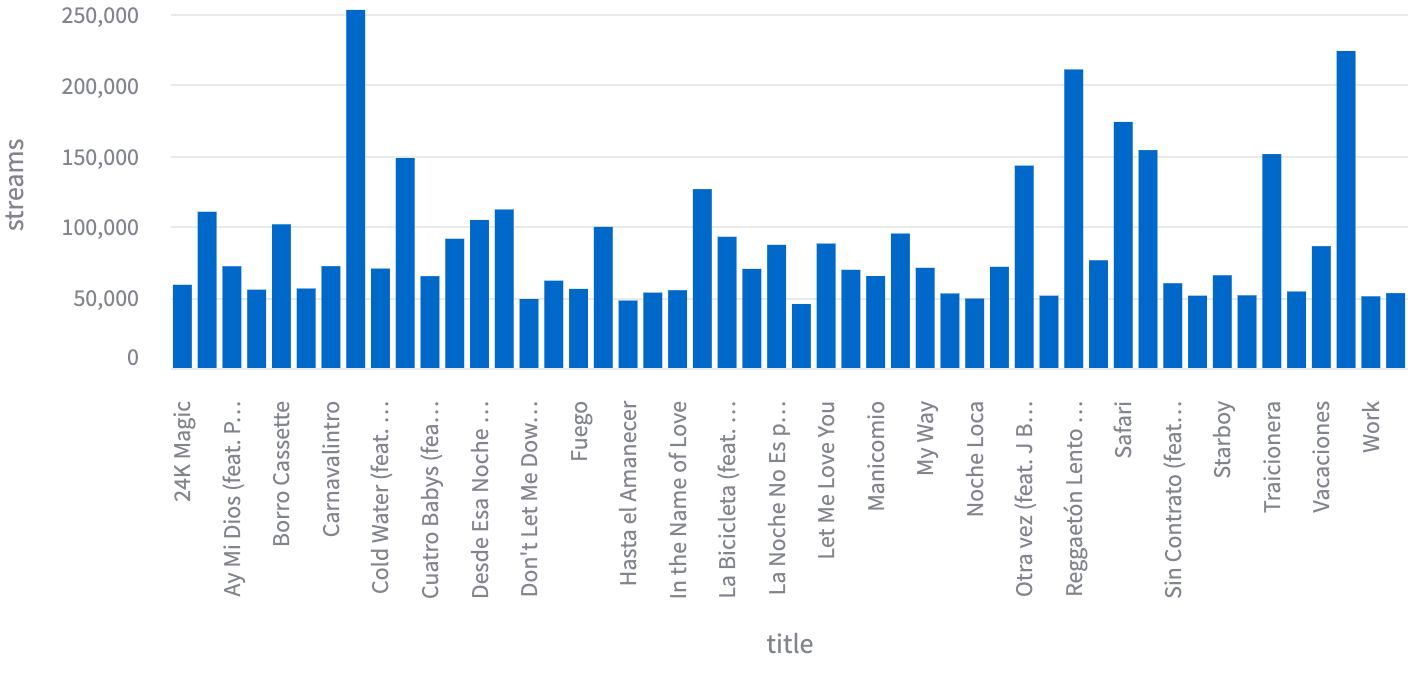 250,000
200,000
150,000
100,000
50,000
0
streams
24K Magic
Ay Mi Dios (feat. P…
Borro Cassette
Carnavalintro
Cold Water (feat. …
Cuatro Babys (fea…
Desde Esa Noche …
Don't Let Me Dow…
Fuego
Hasta el Amanecer
In the Name of Love
La Bicicleta (feat. …
La Noche No Es p…
Let Me Love You
Manicomio
My Way
Noche Loca
Otra vez (feat. J B…
Reggaetón Lento …
Safari
Sin Contrato (feat…
Starboy
Traicionera
Vacaciones
Work
title